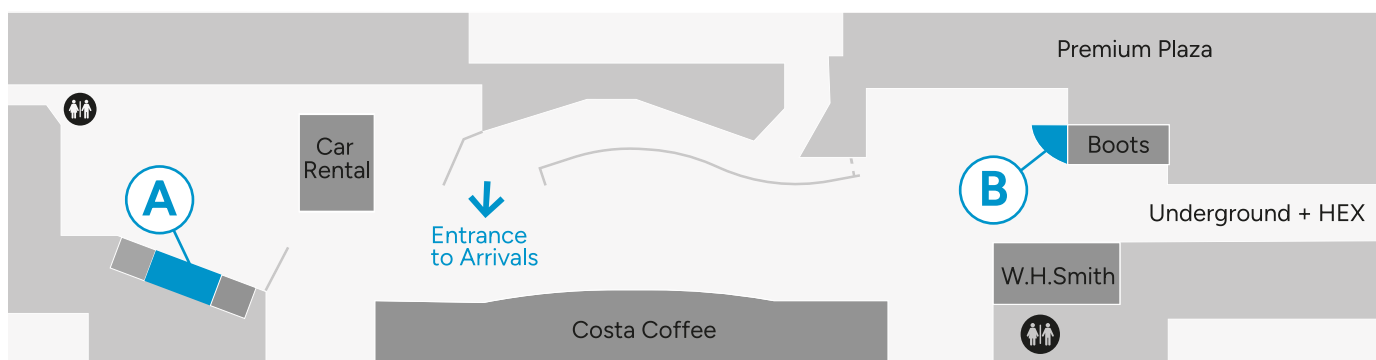 Premium Plaza
Car
Rental
Boots
A
B
Underground + HEX
Entrance
to Arrivals
W.H.Smith
Costa Coffee